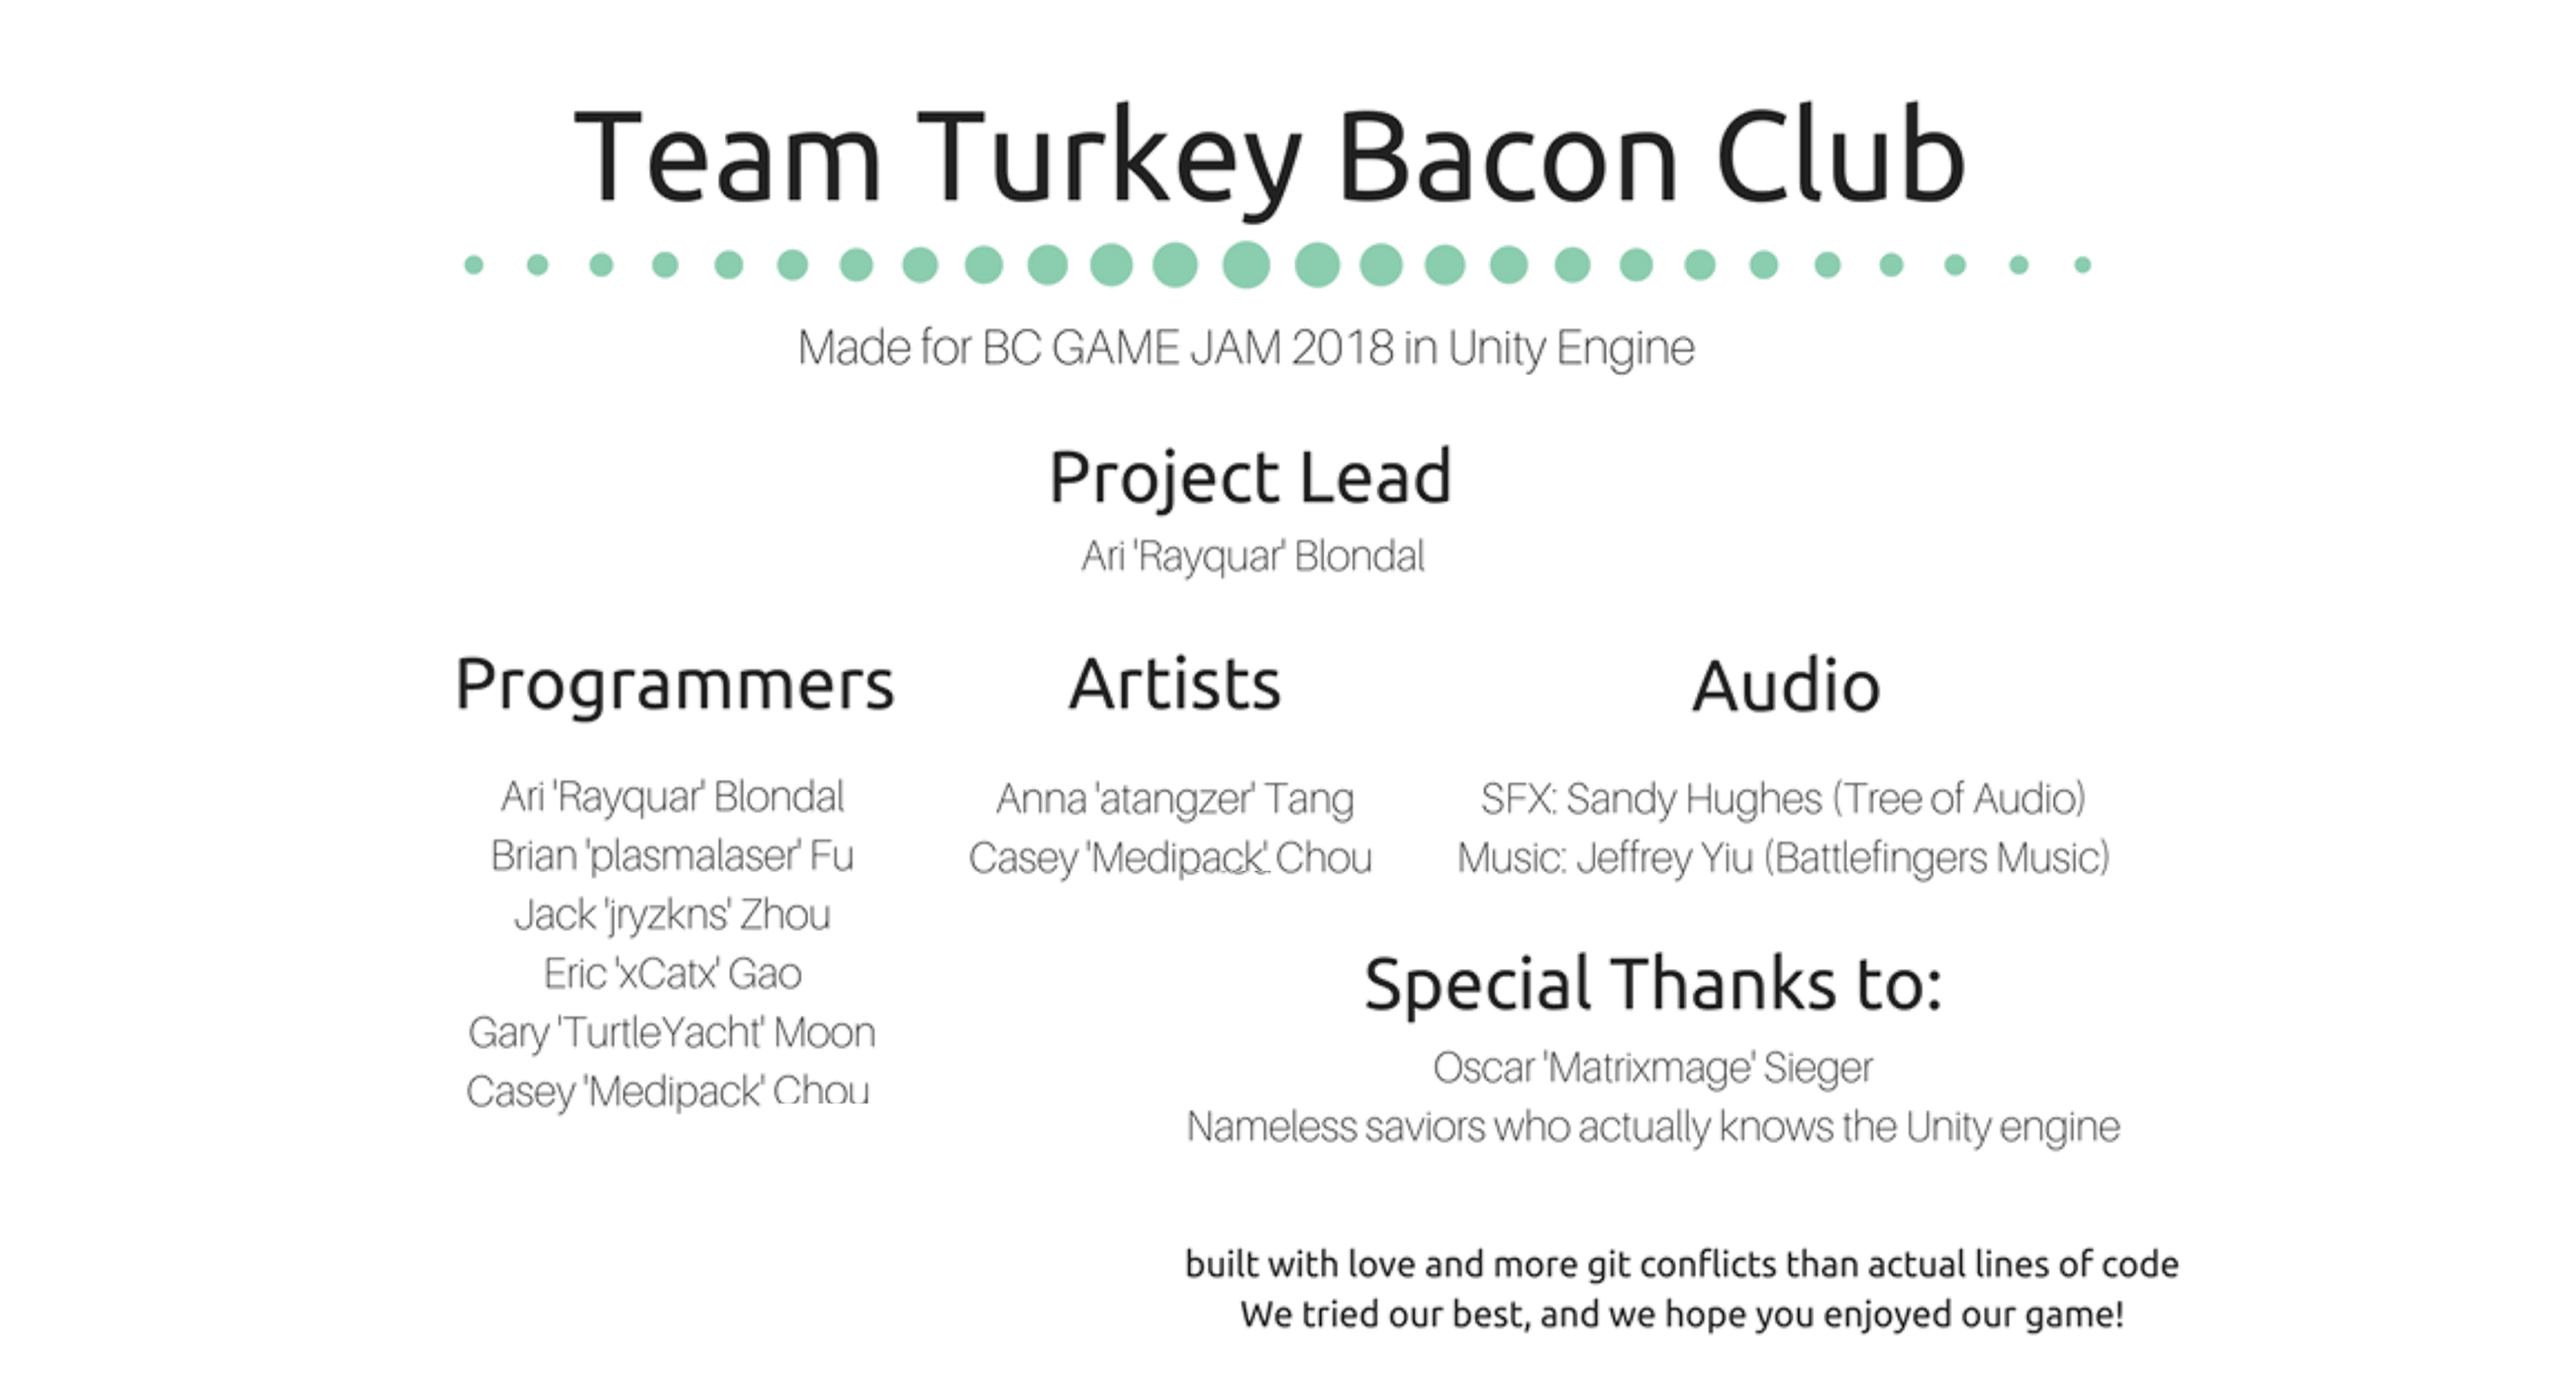 Team Turkey Bacon Club
Made for BC GAME JAM 2018 in Unity Engine
Project Lead
Ari 'Rayquar' Blondal
Programmers
Ari 'Rayquar' Blondal
Brian 'plasmalaser' Fu
Jack 'jryzkns' Zhou
Eric 'xCatx' Gao
Gary 'TurtleYacht' Moon
Casey 'Medipack' Chou
Artists
Anna 'atangzer' Tang
Casey 'Medipack' Chou
Audio
SFX: Sandy Hughes (Tree of Audio)
Music: Jeffrey Yiu (Battlefingers Music)
Special Thanks to:
Oscar 'Matrixmage' Sieger
Nameless saviors who actually knows the Unity engine
built with love and more git conflicts than actual lines of code
We tried our best, and we hope you enjoyed our game!